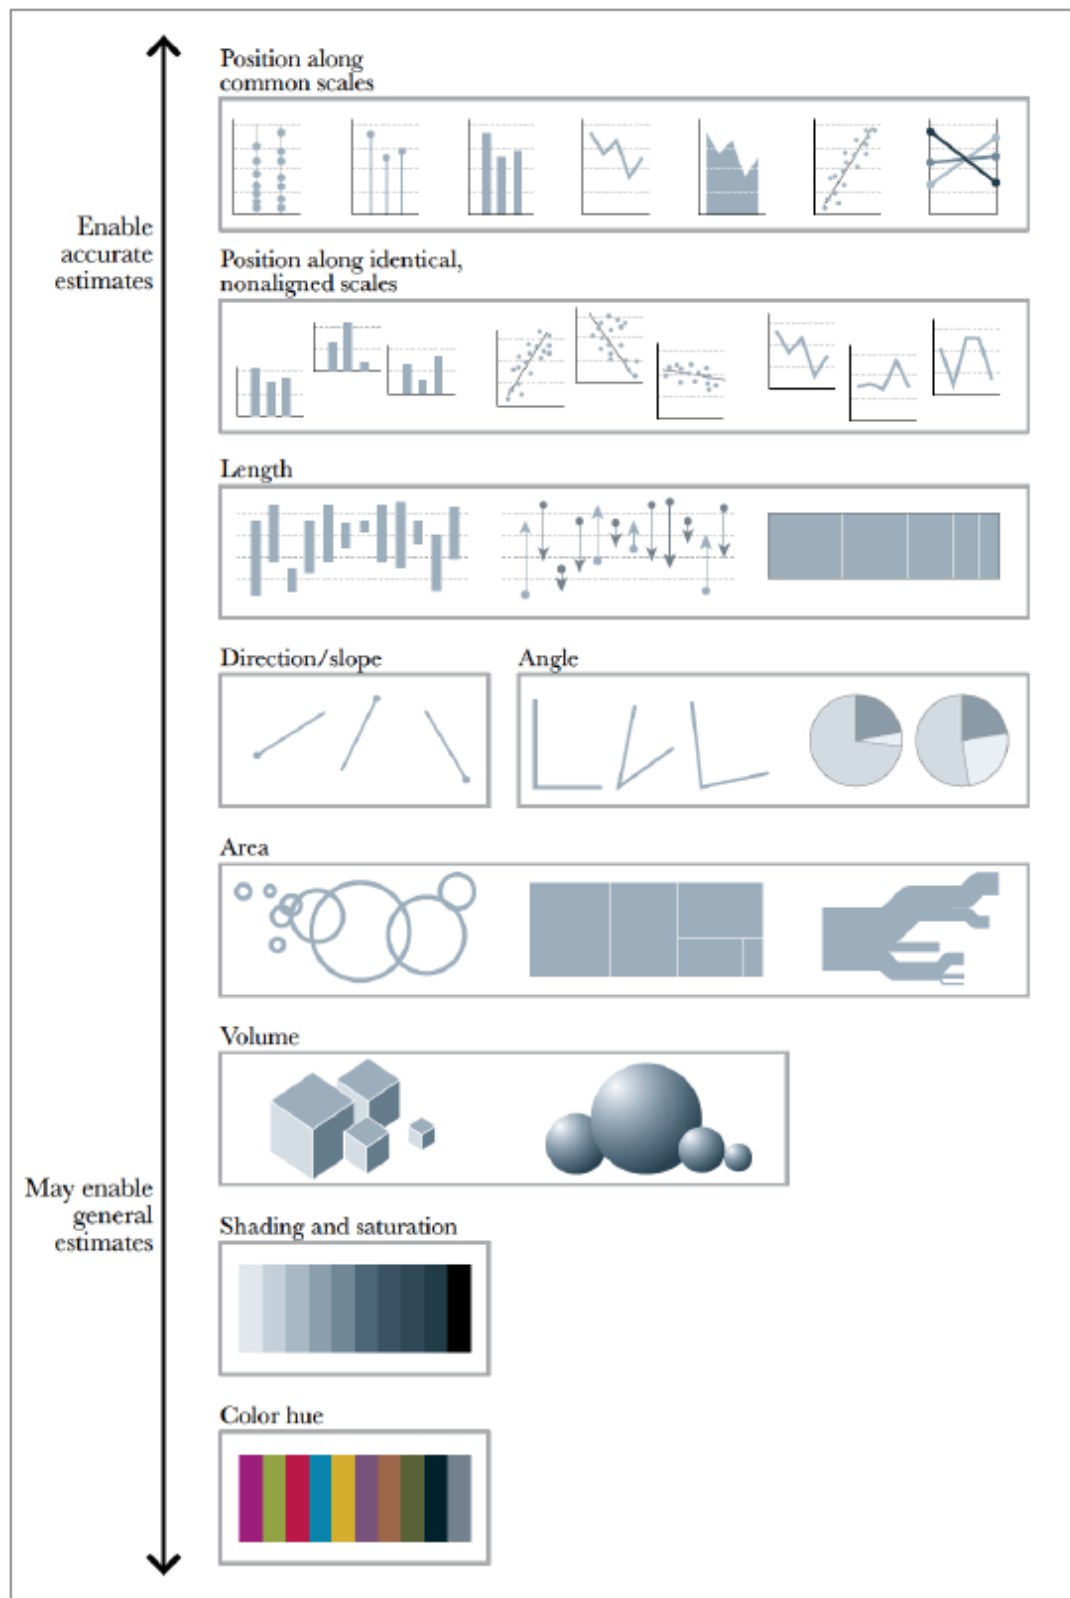 Position along
common scales
Enable
accurate
estimates
Position along identical,
nonaligned scales
Length
Direction/slope
Angle
Area
Volume
May enable
general
estimates
Shading and saturation
Color hue